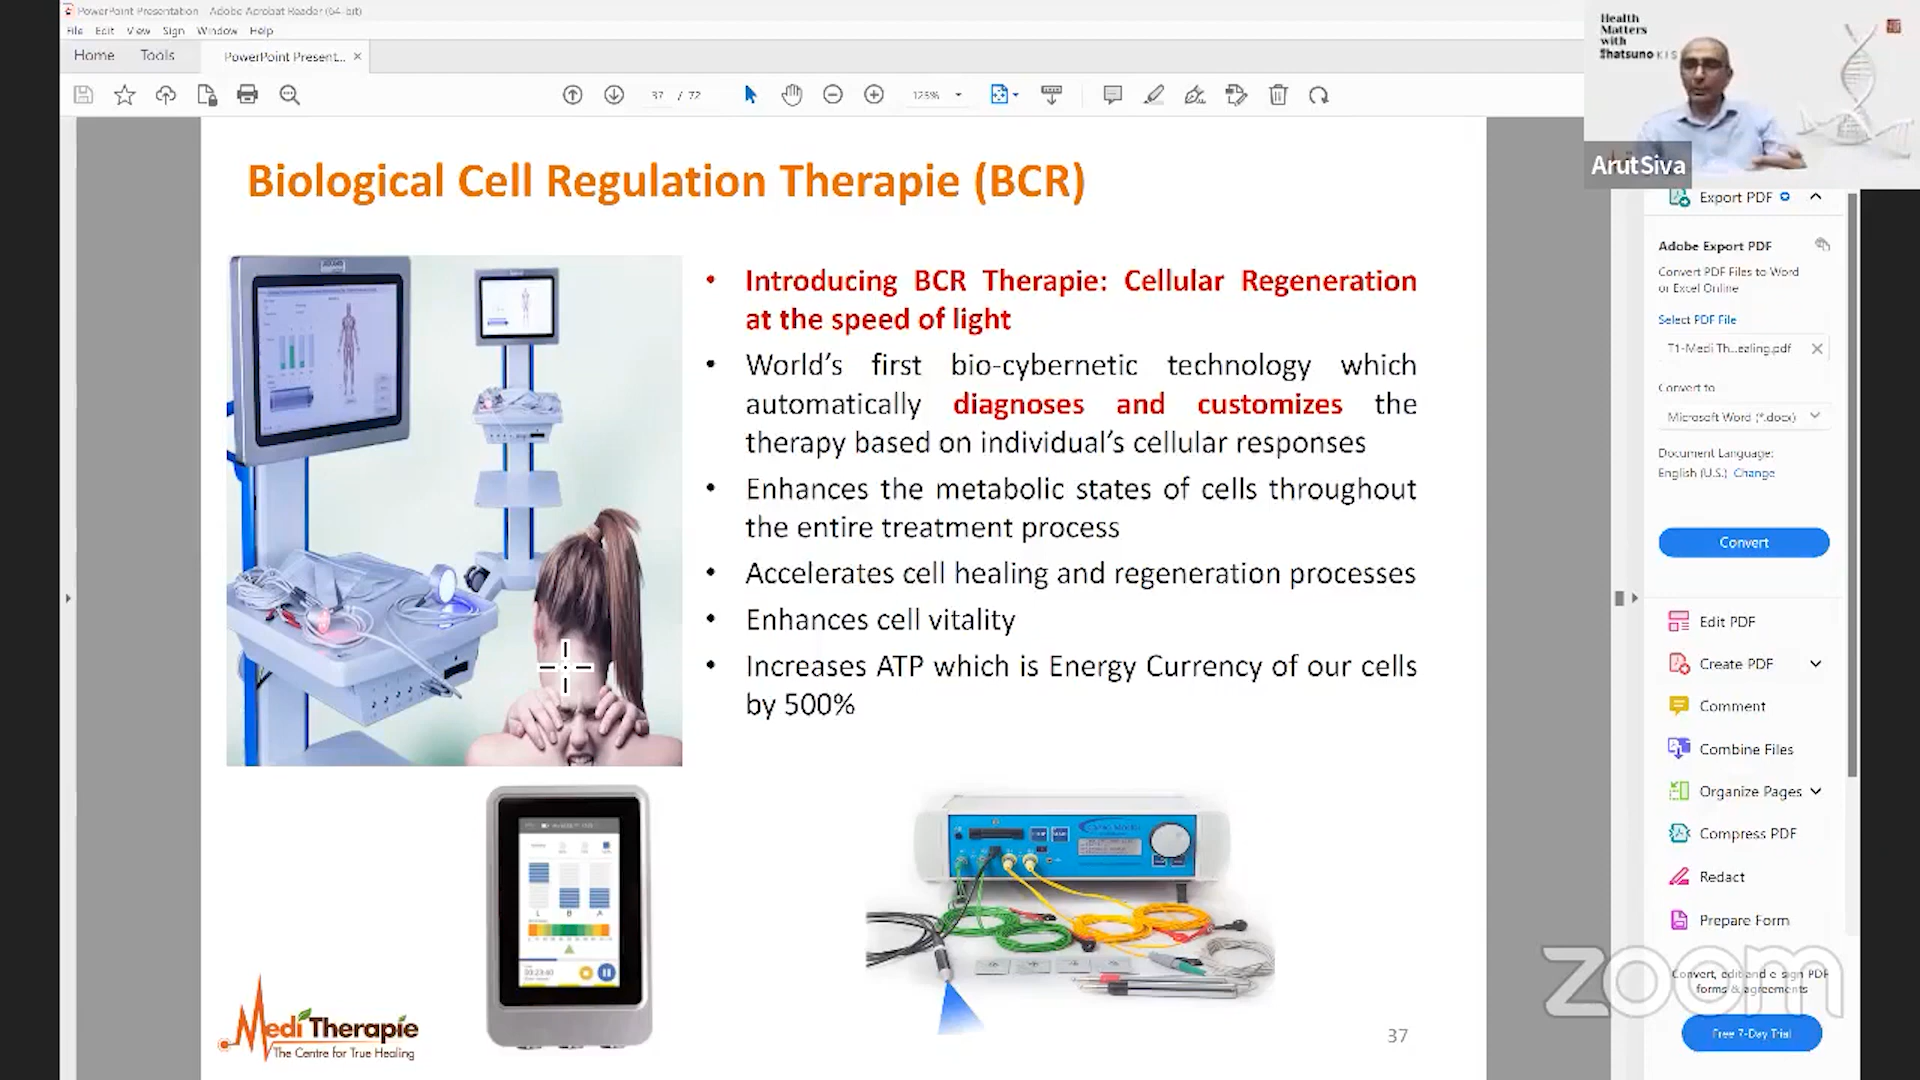 PowerPoint Presentation - Adobe Acrobat Reader (64-bit)
File Edit View Sign Window Help
Home Tools PowerPoint Present... ×
37 / 72
125%
Health
Matters
with
Shatsuno KIS
ArutSiva
Biological Cell Regulation Therapie (BCR)
• Introducing BCR Therapie: Cellular Regeneration
at the speed of light
• World's first bio-cybernetic technology which
automatically diagnoses and customizes the
therapy based on individual's cellular responses
• Enhances the metabolic states of cells throughout
the entire treatment process
• Accelerates cell healing and regeneration processes
• Enhances cell vitality
• Increases ATP which is Energy Currency of our cells
by 500%
L B A
00:23:40
Medi Therapie
The Centre for True Healing
37
Export PDF
Adobe Export PDF
Convert PDF Files to Word
or Excel Online
Select PDF File
T1-Medi Th...ealing.pdf
Convert to
Microsoft Word (*.docx)
Document Language:
English (U.S.) Change
Convert
Edit PDF
Create PDF
Comment
Combine Files
Organize Pages
Compress PDF
Redact
Prepare Form
Convert, edit and e-sign PDF
forms & agreements
Free 7-Day Trial
zoom